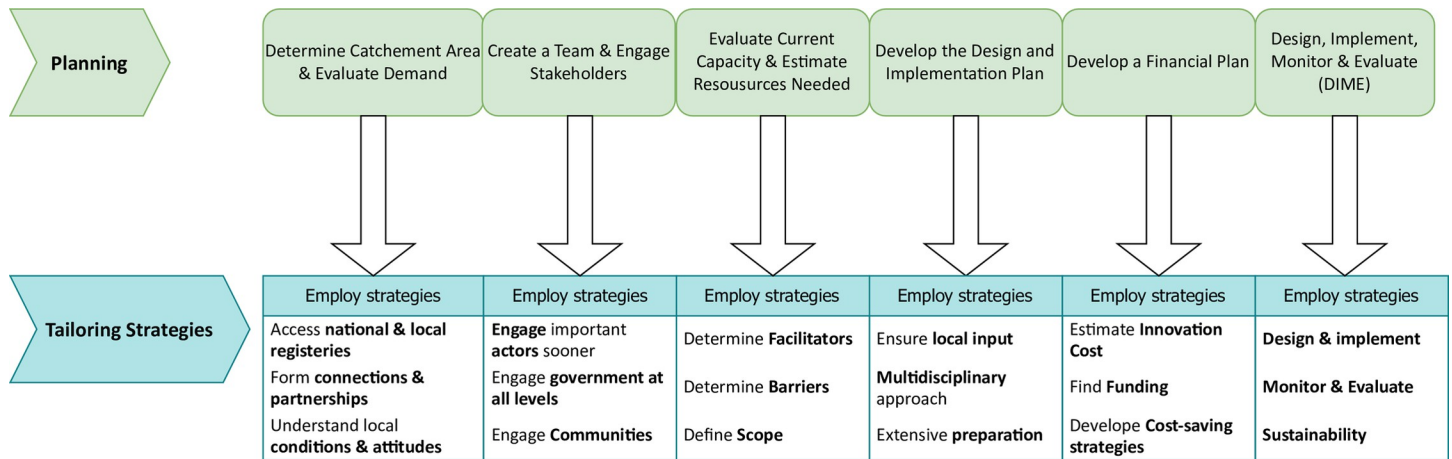 Planning
Determine Catchement Area
& Evaluate Demand
Create a Team & Engage
Stakeholders
Evaluate Current
Capacity & Estimate
Resousurces Needed
Develop the Design and
Implementation Plan
Develop a Financial Plan
Design, Implement,
Monitor & Evaluate
(DIME)
Tailoring Strategies
Employ strategies
Access national & local
registeries
Form connections &
partnerships
Understand local
conditions & attitudes
Employ strategies
Engage important
actors sooner
Engage government at
all levels
Engage Communities
Employ strategies
Determine Facilitators
Determine Barriers
Define Scope
Employ strategies
Ensure local input
Multidisciplinary
approach
Extensive preparation
Employ strategies
Estimate Innovation
Cost
Find Funding
Develope Cost-saving
strategies
Employ strategies
Design & implement
Monitor & Evaluate
Sustainability